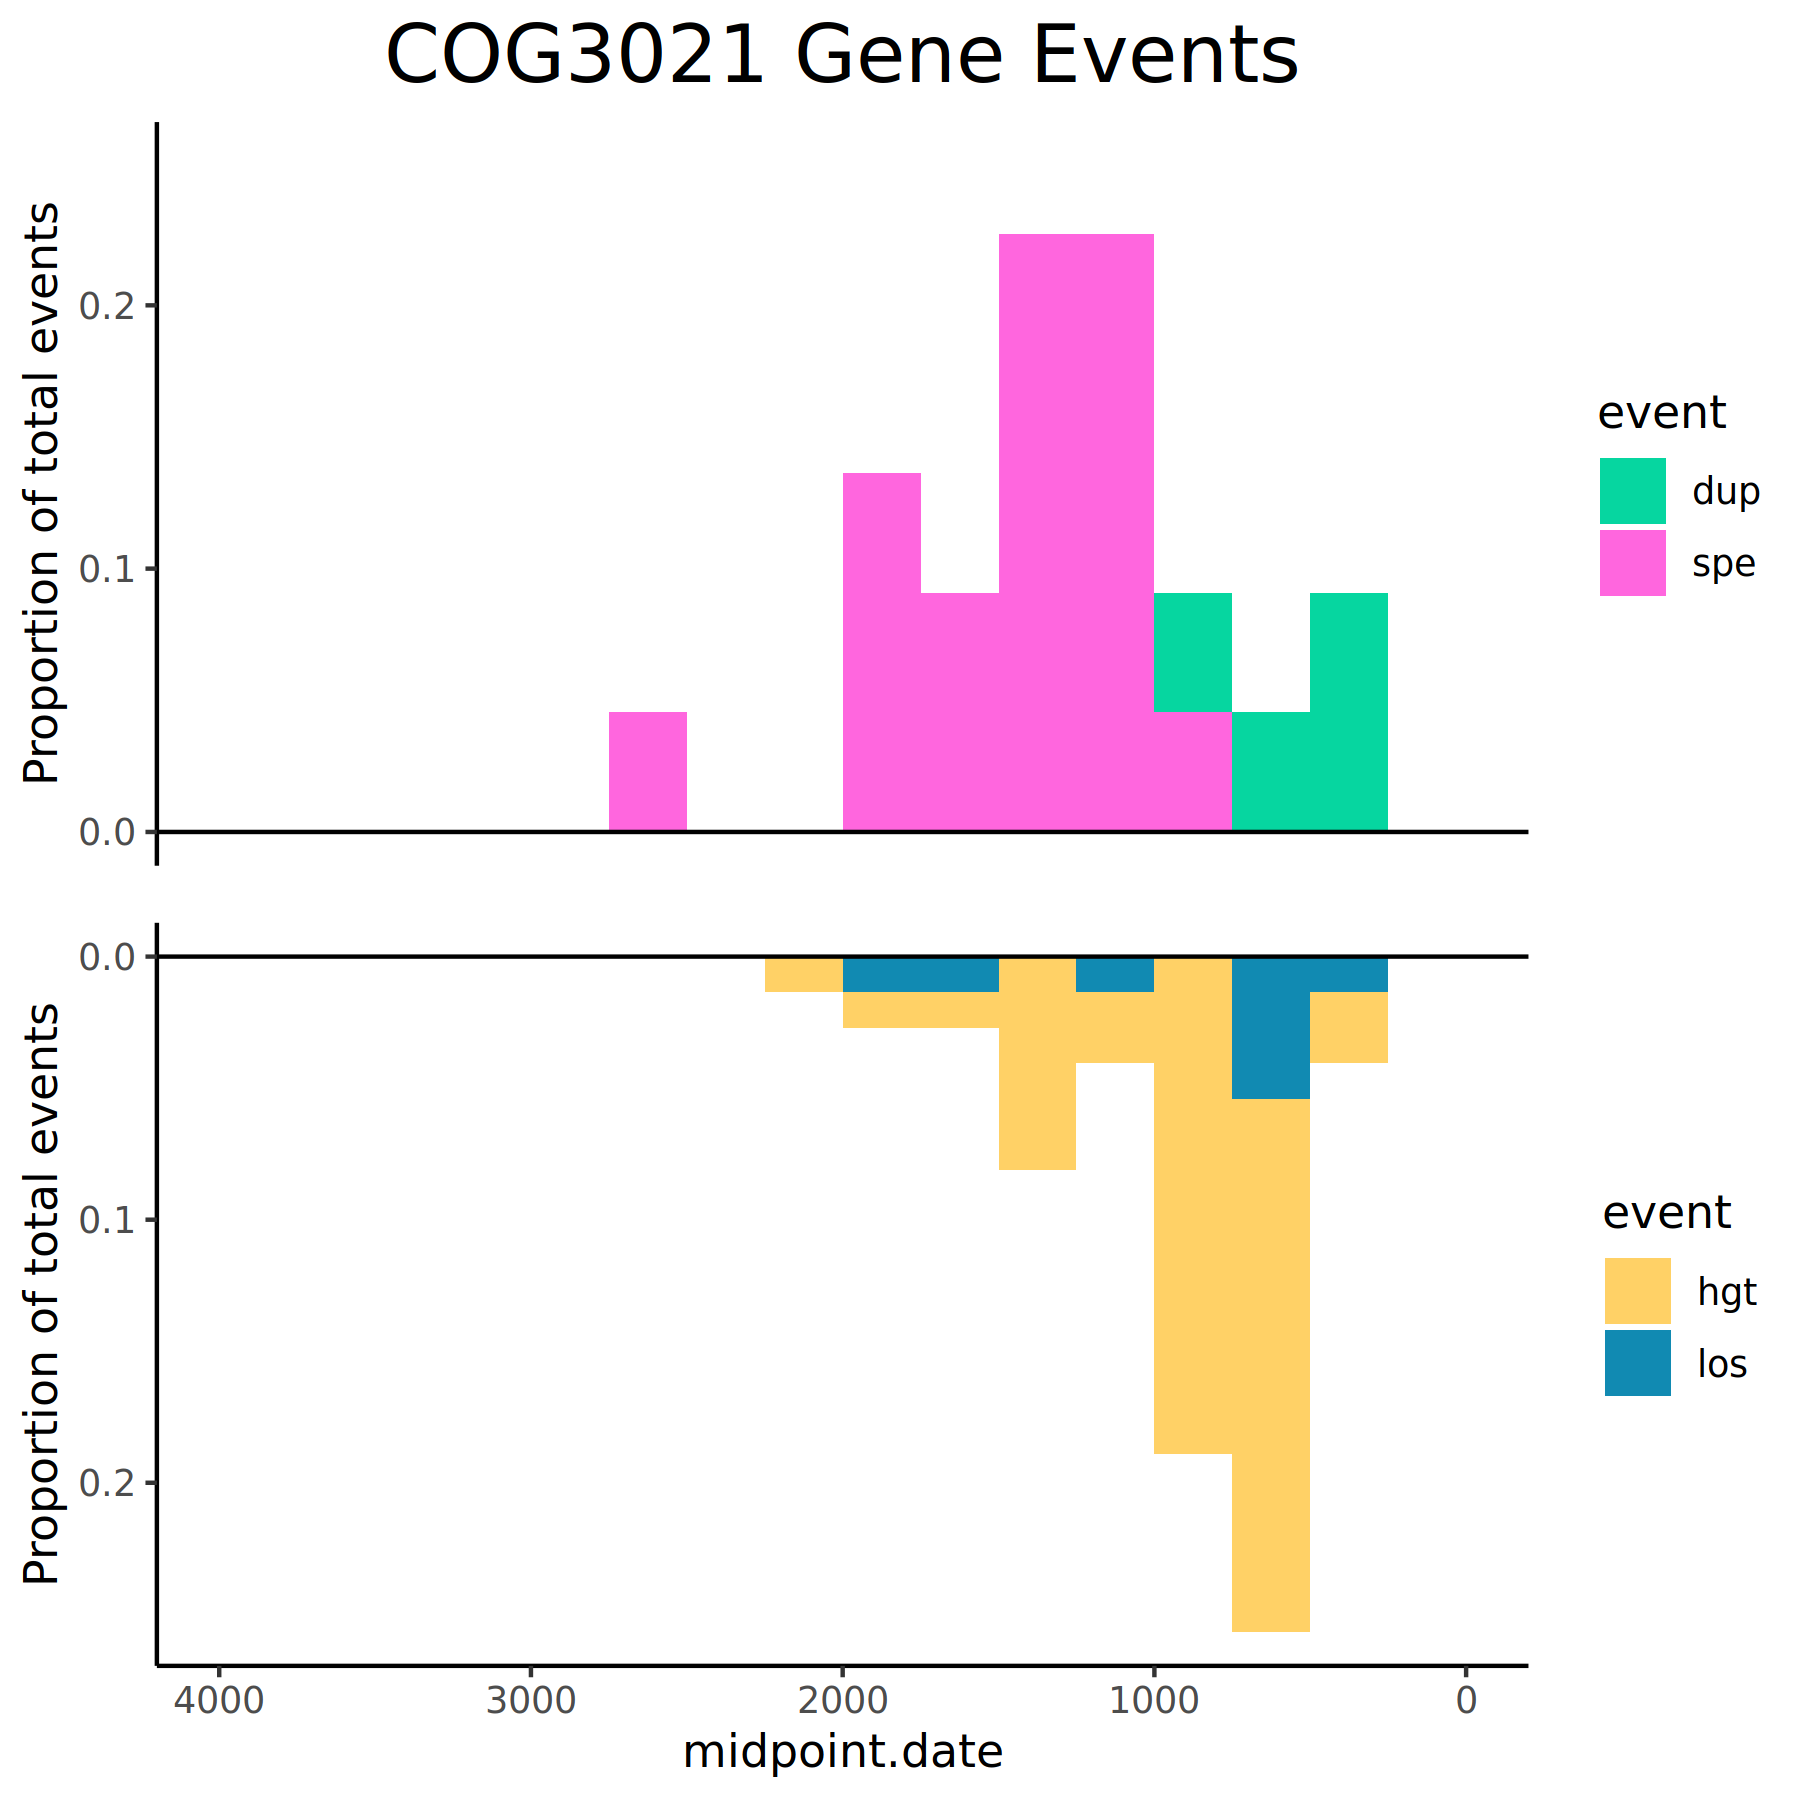 COG3021 Gene Events
Proportion of total events
0.2
0.1
0.0
event
dup
spe
Proportion of total events
0.0
0.1
0.2
event
hgt
los
4000 3000 2000 1000 0
midpoint.date